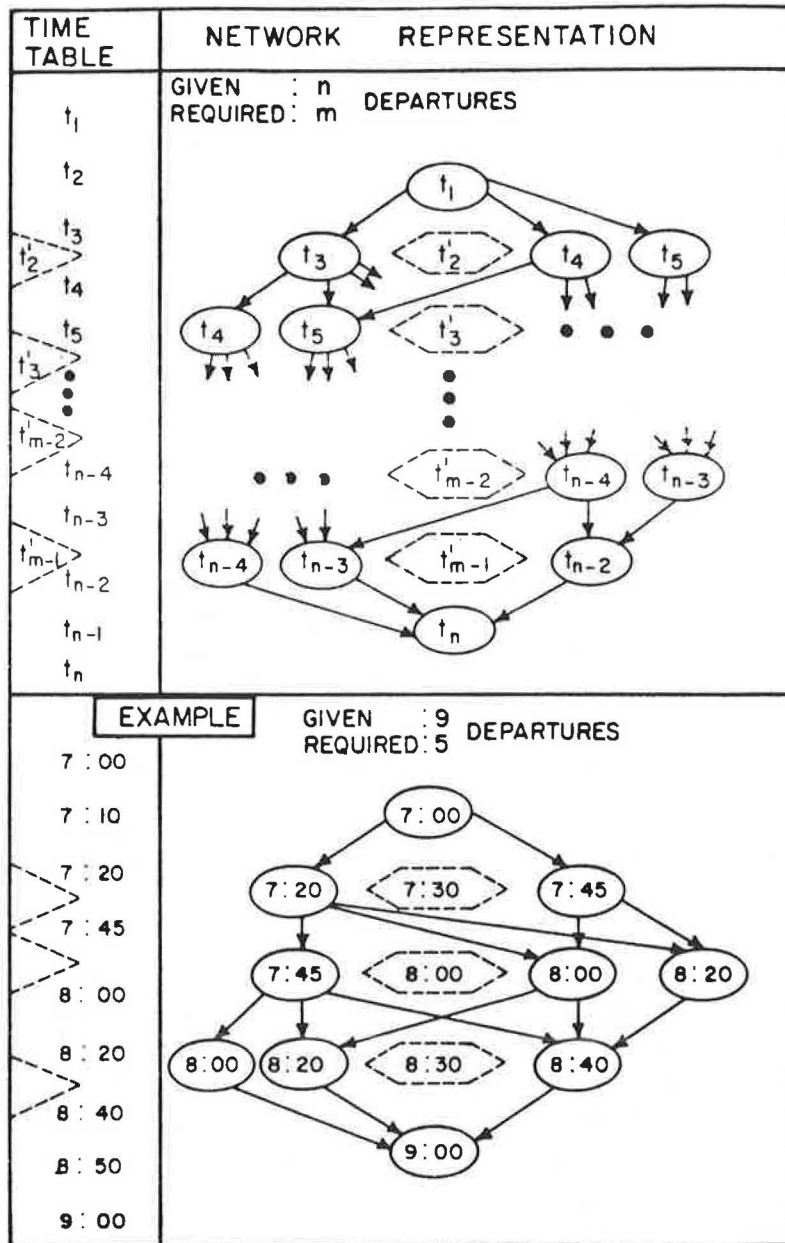 TIME TABLE
NETWORK REPRESENTATION
GIVEN : n
REQUIRED : m
DEPARTURES
t1
t2
t3
t'2
t4
t5
t'3
t'm-2
tn-4
tn-3
t'm-1
tn-2
tn-1
tn
t1
t3
t'2
t4
t5
t4
t5
t'3
t'm-2
tn-4
tn-3
tn-4
tn-3
t'm-1
tn-2
tn
EXAMPLE
GIVEN : 9
REQUIRED : 5
DEPARTURES
7 : 00
7 : 10
7 : 20
7 : 45
8 : 00
8 : 20
8 : 40
8 : 50
9 : 00
7:00
7:20
7:30
7:45
7:45
8:00
8:00
8:20
8:00
8:20
8:30
8:40
9:00